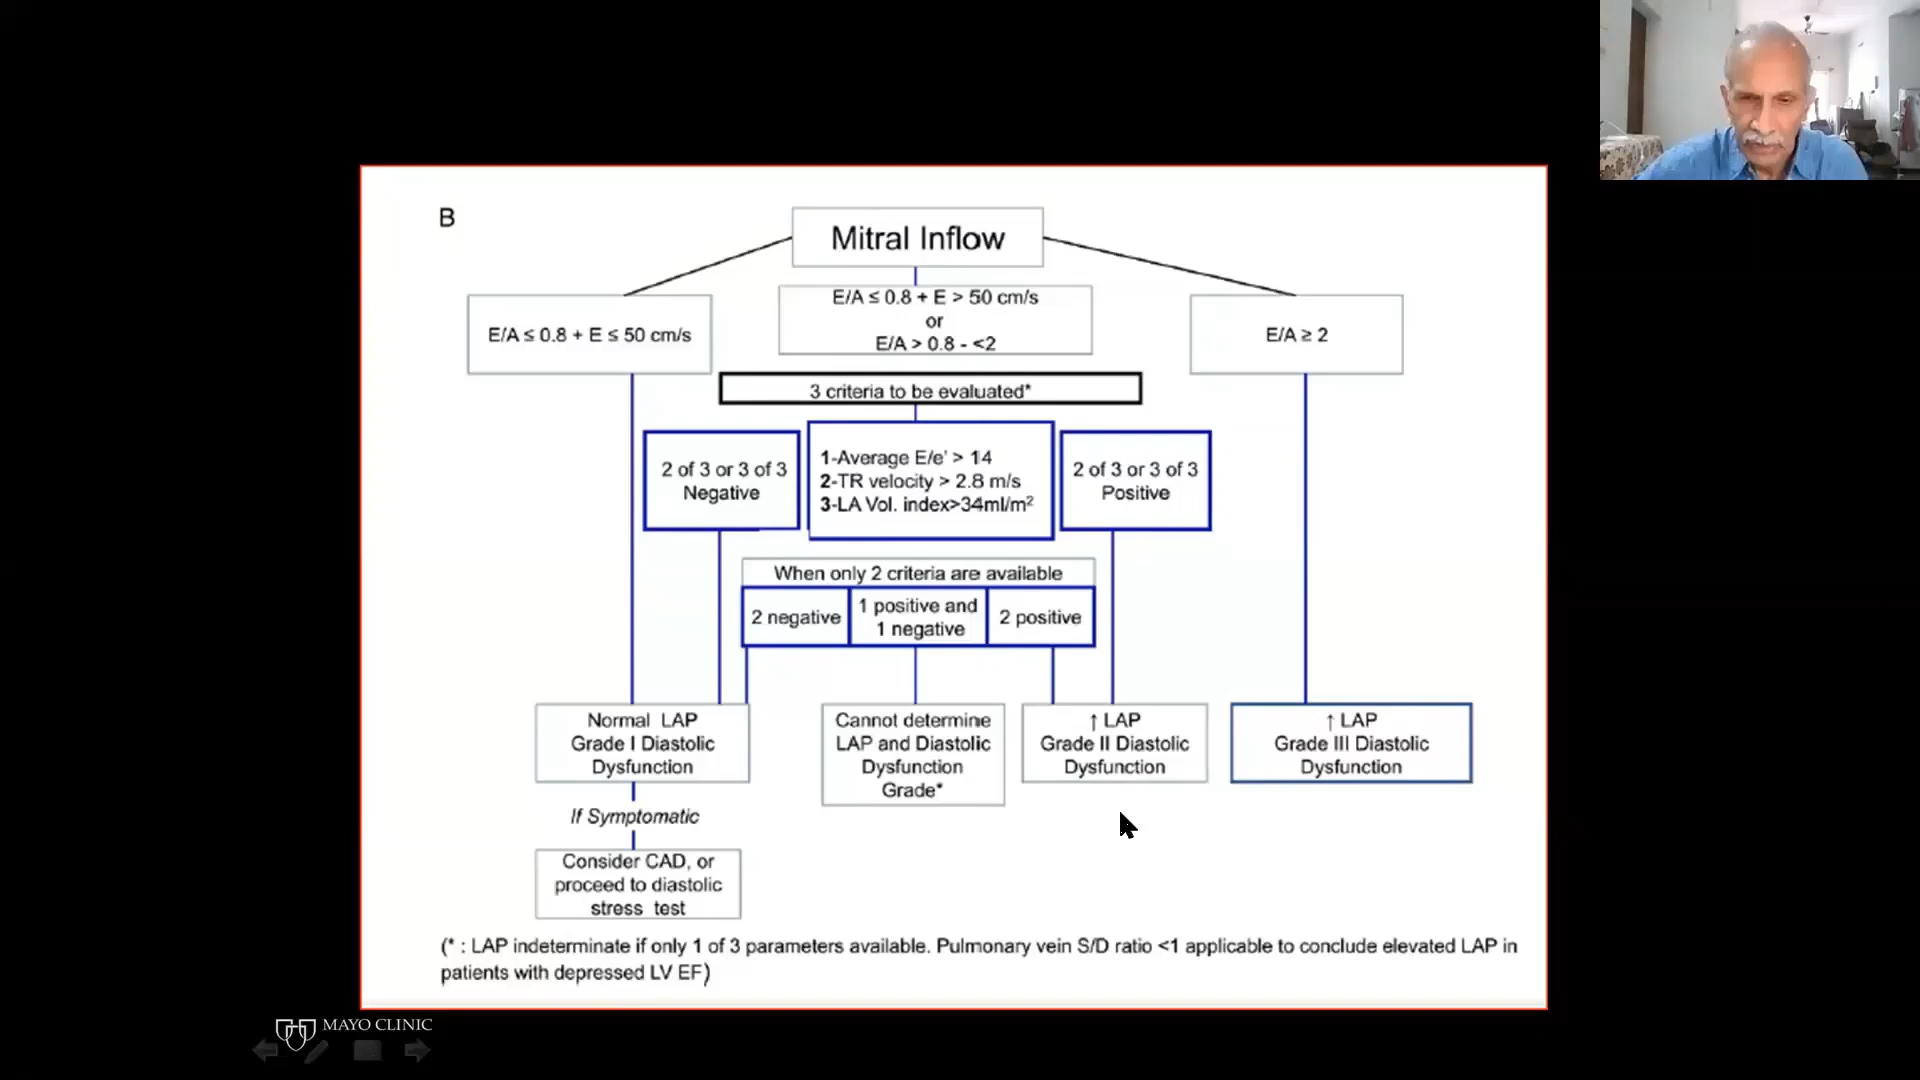 B
Mitral Inflow
E/A ≤ 0.8 + E ≤ 50 cm/s
E/A ≤ 0.8 + E > 50 cm/s
or
E/A > 0.8 - <2
E/A ≥ 2
3 criteria to be evaluated*
2 of 3 or 3 of 3
Negative
1-Average E/e' > 14
2-TR velocity > 2.8 m/s
3-LA Vol. index>34ml/m²
2 of 3 or 3 of 3
Positive
When only 2 criteria are available
2 negative
1 positive and
1 negative
2 positive
Normal LAP
Grade I Diastolic
Dysfunction
Cannot determine
LAP and Diastolic
Dysfunction
Grade*
↑ LAP
Grade II Diastolic
Dysfunction
↑ LAP
Grade III Diastolic
Dysfunction
If Symptomatic
Consider CAD, or
proceed to diastolic
stress test
(* : LAP indeterminate if only 1 of 3 parameters available. Pulmonary vein S/D ratio <1 applicable to conclude elevated LAP in
patients with depressed LV EF)
MAYO CLINIC